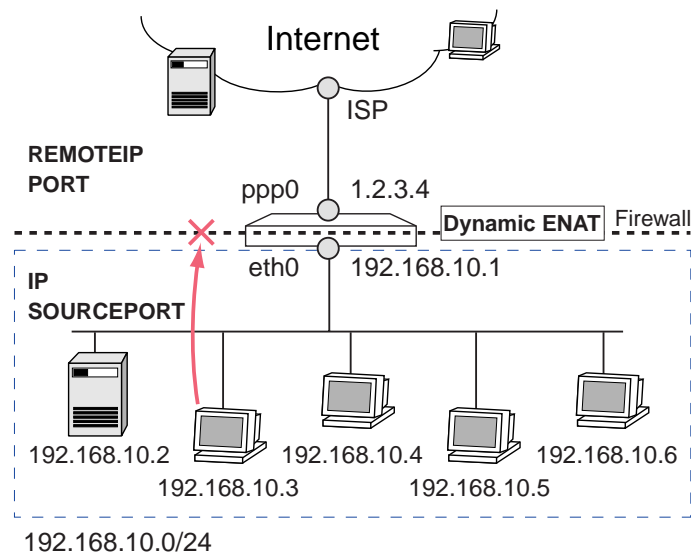 Internet
ISP
REMOTEIP
PORT
ppp0
1.2.3.4
Dynamic ENAT
Firewall
eth0
192.168.10.1
IP
SOURCEPORT
192.168.10.2
192.168.10.3
192.168.10.4
192.168.10.5
192.168.10.6
192.168.10.0/24